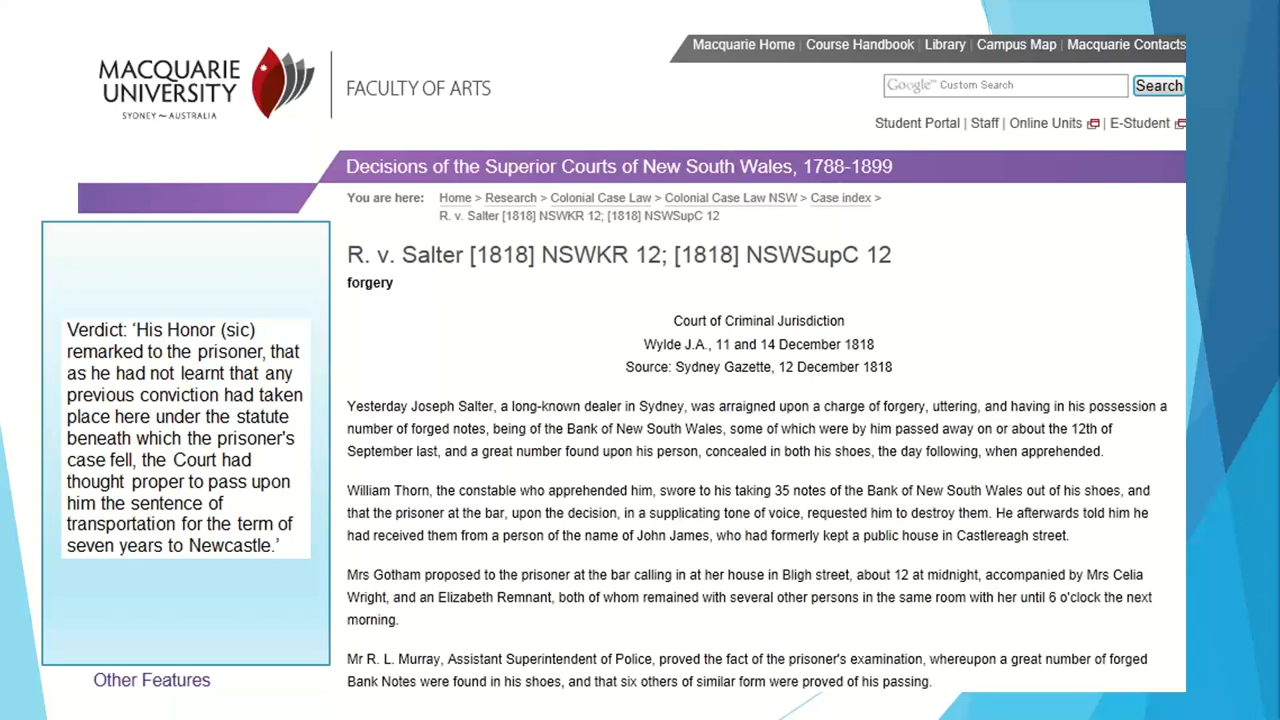 MACQUARIE
UNIVERSITY
SYDNEY ~ AUSTRALIA
FACULTY OF ARTS
Macquarie Home | Course Handbook | Library | Campus Map | Macquarie Contacts
Google™ Custom Search
Search
Student Portal | Staff | Online Units | E-Student
Decisions of the Superior Courts of New South Wales, 1788-1899
You are here: Home > Research > Colonial Case Law > Colonial Case Law NSW > Case index >
R. v. Salter [1818] NSWKR 12; [1818] NSWSupC 12
Verdict: ‘His Honor (sic)
remarked to the prisoner, that
as he had not learnt that any
previous conviction had taken
place here under the statute
beneath which the prisoner's
case fell, the Court had
thought proper to pass upon
him the sentence of
transportation for the term of
seven years to Newcastle.’
Other Features
R. v. Salter [1818] NSWKR 12; [1818] NSWSupC 12
forgery
Court of Criminal Jurisdiction
Wylde J.A., 11 and 14 December 1818
Source: Sydney Gazette, 12 December 1818
Yesterday Joseph Salter, a long-known dealer in Sydney, was arraigned upon a charge of forgery, uttering, and having in his possession a
number of forged notes, being of the Bank of New South Wales, some of which were by him passed away on or about the 12th of
September last, and a great number found upon his person, concealed in both his shoes, the day following, when apprehended.
William Thorn, the constable who apprehended him, swore to his taking 35 notes of the Bank of New South Wales out of his shoes, and
that the prisoner at the bar, upon the decision, in a supplicating tone of voice, requested him to destroy them. He afterwards told him he
had received them from a person of the name of John James, who had formerly kept a public house in Castlereagh street.
Mrs Gotham proposed to the prisoner at the bar calling in at her house in Bligh street, about 12 at midnight, accompanied by Mrs Celia
Wright, and an Elizabeth Remnant, both of whom remained with several other persons in the same room with her until 6 o'clock the next
morning.
Mr R. L. Murray, Assistant Superintendent of Police, proved the fact of the prisoner's examination, whereupon a great number of forged
Bank Notes were found in his shoes, and that six others of similar form were proved of his passing.